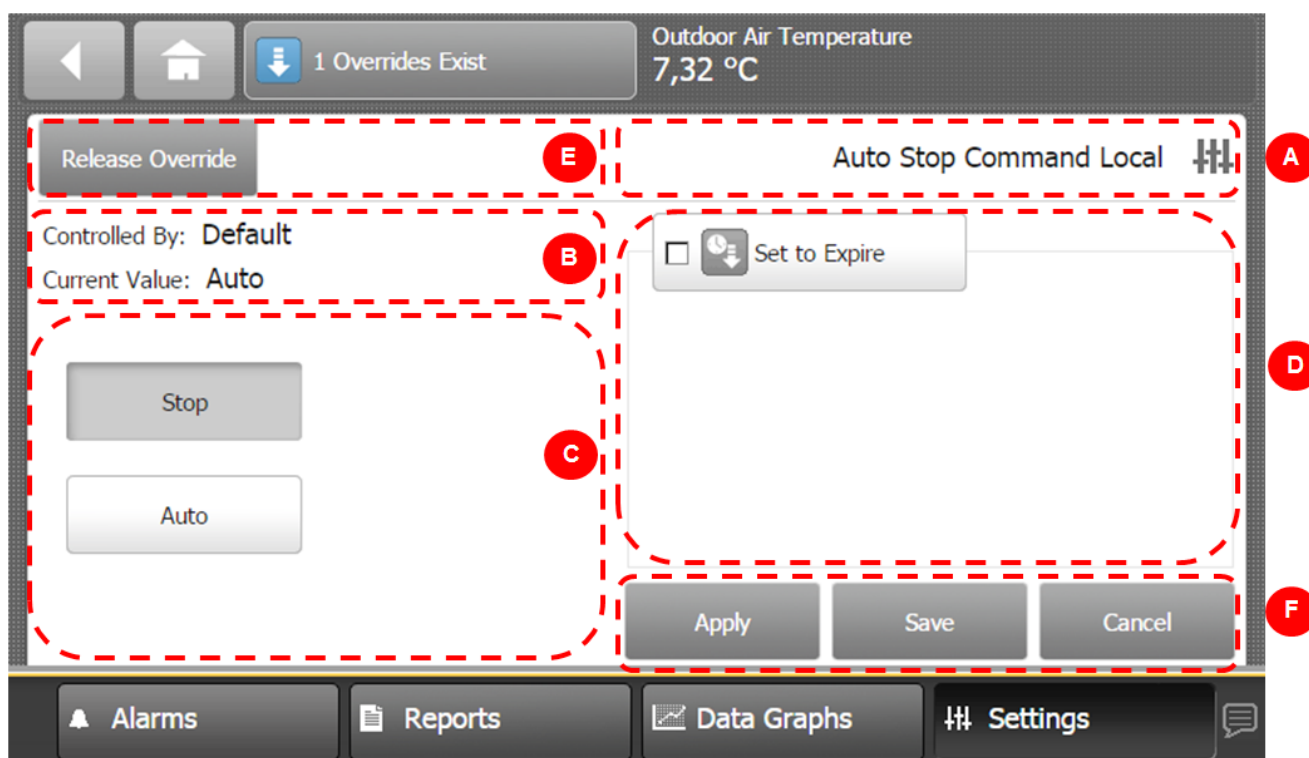 1 Overrides Exist
Outdoor Air Temperature
7,32 °C
Release Override
E
Auto Stop Command Local
A
Controlled By: Default
Current Value: Auto
B
Set to Expire
D
Stop
Auto
C
Apply
Save
Cancel
F
Alarms
Reports
Data Graphs
Settings